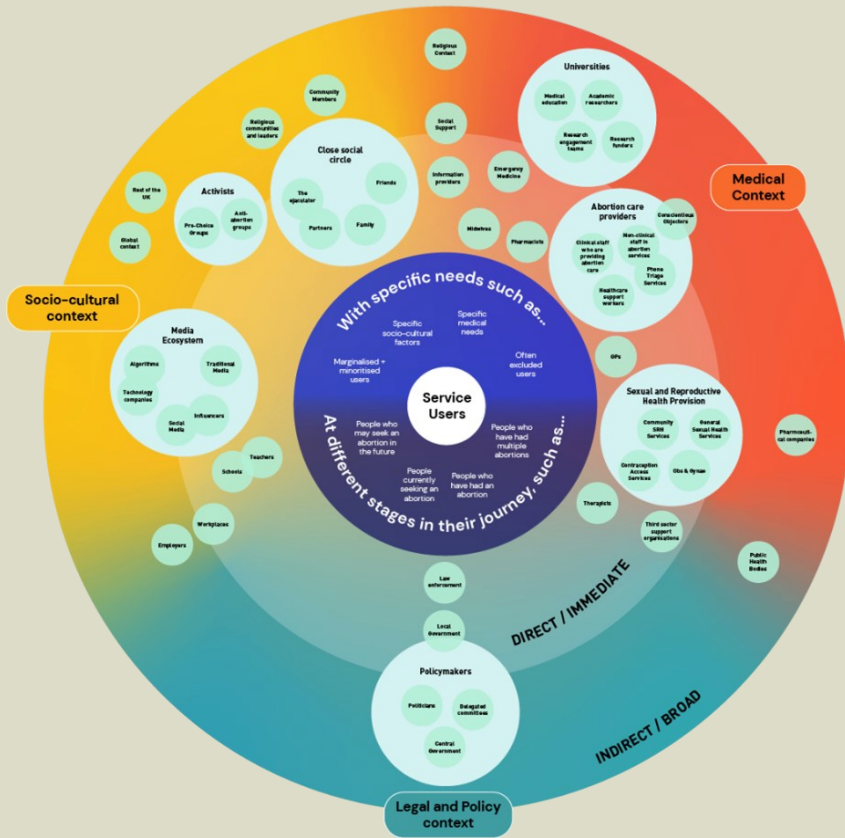 Religious
Context
Universities
Medical
education
Academic
researchers
Research
engagement
teams
Research
funders
Community
Members
Religious
communities
and leaders
Social
Support
Close social
circle
The
ejaculator
Friends
Partners
Family
Information
providers
Emergency
Medicine
Medical
Context
Rest of the
UK
Global
context
Activists
Pro-Choice
Groups
Anti-
abortion
groups
Midwives
Pharmacists
Abortion care
providers
Conscientious
Objectors
Clinical staff
who are
providing
abortion care
Non-clinical
staff in
abortion
services
Phone
Triage
Services
Healthcare
support
workers
Socio-cultural
context
With specific needs such as...
Specific
socio-cultural
factors
Specific
medical
needs
Marginalised +
minoritised
users
Often
excluded
users
Service
Users
Media
Ecosystem
Algorithms
Traditional
Media
Technology
companies
Social
Media
Influencers
GPs
Sexual and Reproductive
Health Provision
Community
SRH
Services
General
Sexual Health
Services
Contraception
Access
Services
Obs & Gynae
Pharmaceut-
cal companies
People who
may seek an
abortion in
the future
People who
have had
multiple
abortions
People
currently
seeking an
abortion
People who
have had an
abortion
At different stages in their journey, such as...
Schools
Teachers
Workplaces
Employers
Therapists
Third sector
support
organisations
Public
Health
Bodies
Law
enforcement
Local
Government
DIRECT / IMMEDIATE
Policymakers
Politicians
Delegated
committees
Central
Government
INDIRECT / BROAD
Legal and Policy
context